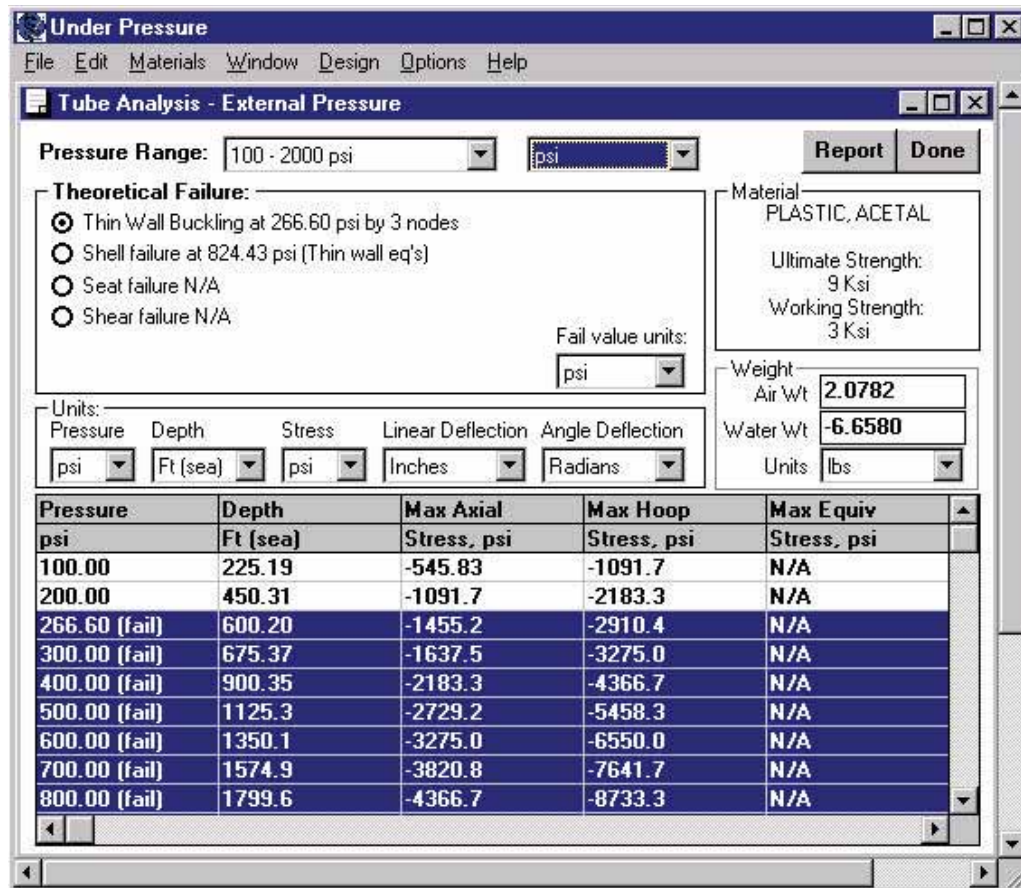 Under Pressure
File Edit Materials Window Design Options Help
Tube Analysis - External Pressure
Pressure Range: 100 - 2000 psi psi Report Done
Theoretical Failure:
Thin Wall Buckling at 266.60 psi by 3 nodes
Shell failure at 824.43 psi (Thin wall eq's)
Seat failure N/A
Shear failure N/A
Fail value units:
psi
Material
PLASTIC, ACETAL
Ultimate Strength:
9 Ksi
Working Strength:
3 Ksi
Weight
Air Wt 2.0782
Water Wt -6.6580
Units lbs
Units:
Pressure Depth Stress Linear Deflection Angle Deflection
psi Ft (sea) psi Inches Radians
Pressure Depth Max Axial Max Hoop Max Equiv
psi Ft (sea) Stress, psi Stress, psi Stress, psi
100.00 225.19 -545.83 -1091.7 N/A
200.00 450.31 -1091.7 -2183.3 N/A
266.60 (fail) 600.20 -1455.2 -2910.4 N/A
300.00 (fail) 675.37 -1637.5 -3275.0 N/A
400.00 (fail) 900.35 -2183.3 -4366.7 N/A
500.00 (fail) 1125.3 -2729.2 -5458.3 N/A
600.00 (fail) 1350.1 -3275.0 -6550.0 N/A
700.00 (fail) 1574.9 -3820.8 -7641.7 N/A
800.00 (fail) 1799.6 -4366.7 -8733.3 N/A